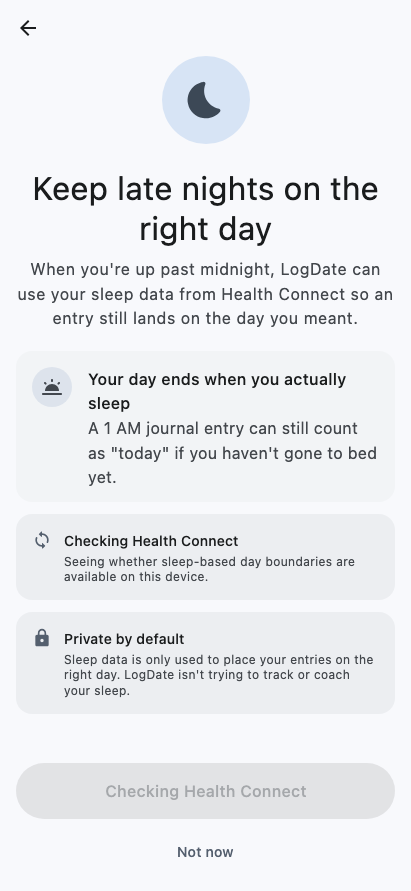 Keep late nights on the
right day
When you're up past midnight, LogDate can
use your sleep data from Health Connect so an
entry still lands on the day you meant.
Your day ends when you actually
sleep
A 1 AM journal entry can still count
as "today" if you haven't gone to bed
yet.
Checking Health Connect
Seeing whether sleep-based day boundaries are
available on this device.
Private by default
Sleep data is only used to place your entries on the
right day. LogDate isn't trying to track or coach
your sleep.
Checking Health Connect
Not now